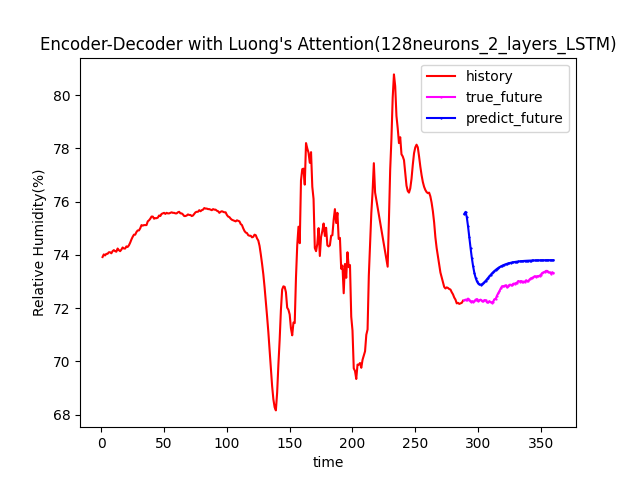 Encoder-Decoder with Luong's Attention(128neurons_2_layers_LSTM)
history
true_future
predict_future
Relative Humidity(%)
80
78
76
74
72
70
68
0 50 100 150 200 250 300 350
time